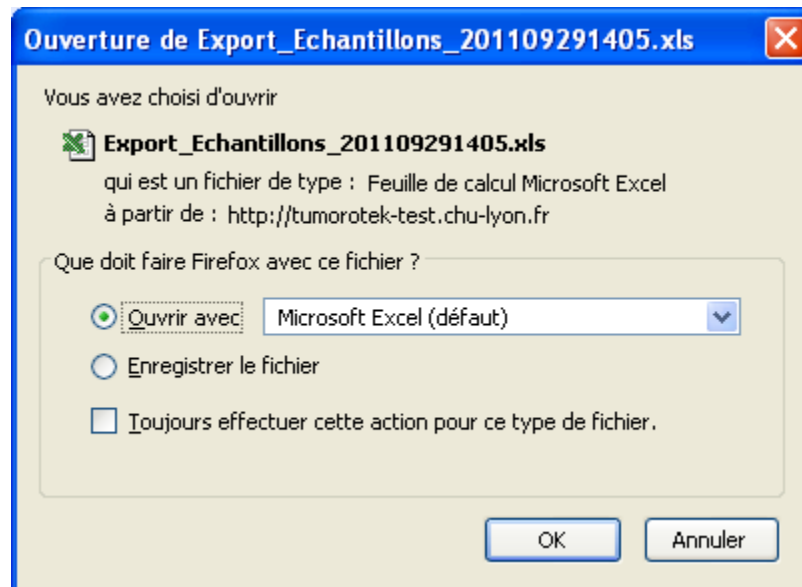 Ouverture de Export_Echantillons_201109291405.xls
Vous avez choisi d'ouvrir
Export_Echantillons_201109291405.xls
qui est un fichier de type : Feuille de calcul Microsoft Excel
à partir de : http://tumorotek-test.chu-lyon.fr
Que doit faire Firefox avec ce fichier ?
Ouvrir avec Microsoft Excel (défaut)
Enregistrer le fichier
Toujours effectuer cette action pour ce type de fichier.
OK Annuler